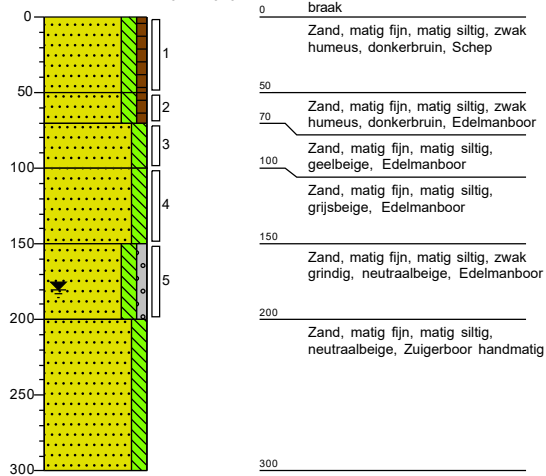 0
50
100
150
200
250
300
1
2
3
4
5
0
braak
Zand, matig fijn, matig siltig, zwak
humeus, donkerbruin, Schep
50
Zand, matig fijn, matig siltig, zwak
humeus, donkerbruin, Edelmanboor
70
Zand, matig fijn, matig siltig,
geelbeige, Edelmanboor
100
Zand, matig fijn, matig siltig,
grijsbeige, Edelmanboor
150
Zand, matig fijn, matig siltig, zwak
grindig, neutraalbeige, Edelmanboor
200
Zand, matig fijn, matig siltig,
neutraalbeige, Zuigerboor handmatig
300